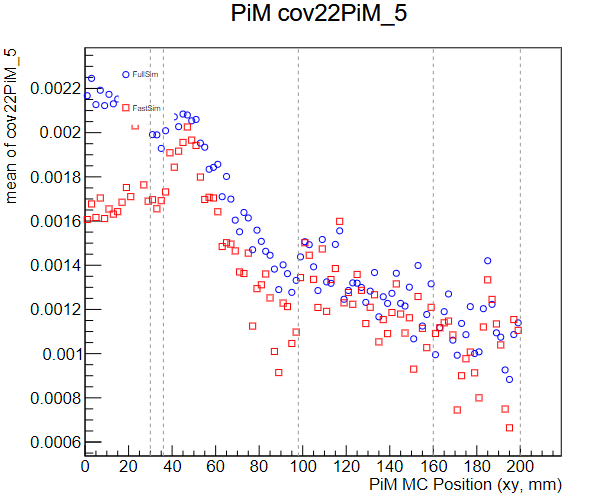 PiM cov22PiM_5
mean of cov22PiM_5
0.0022
0.002
0.0018
0.0016
0.0014
0.0012
0.001
0.0008
0.0006
FullSim
FastSim
0 20 40 60 80 100 120 140 160 180 200
PiM MC Position (xy, mm)